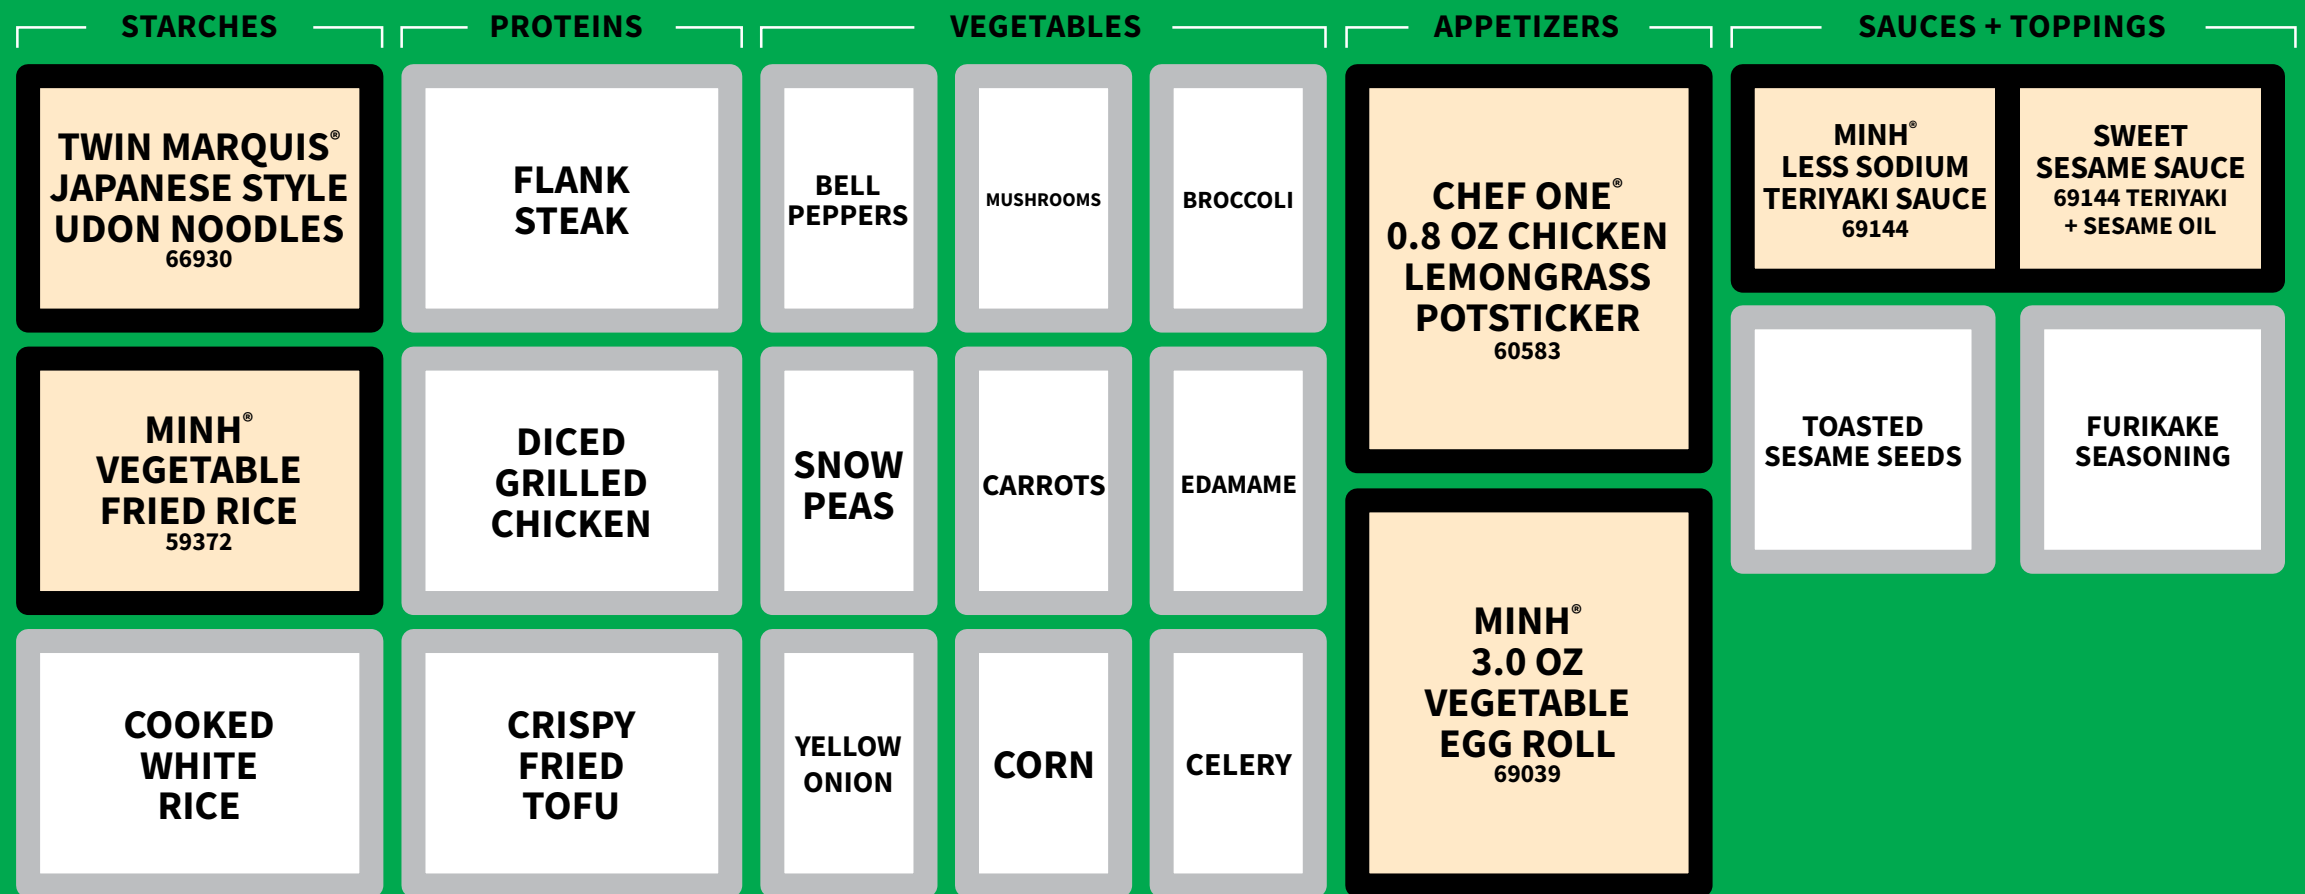 STARCHES
PROTEINS
VEGETABLES
APPETIZERS
SAUCES + TOPPINGS
TWIN MARQUIS®
JAPANESE STYLE
UDON NOODLES
66930
MINH®
VEGETABLE
FRIED RICE
59372
COOKED
WHITE
RICE
FLANK
STEAK
DICED
GRILLED
CHICKEN
CRISPY
FRIED
TOFU
BELL
PEPPERS
MUSHROOMS
BROCCOLI
SNOW
PEAS
CARROTS
EDAMAME
YELLOW
ONION
CORN
CELERY
CHEF ONE®
0.8 OZ CHICKEN
LEMONGRASS
POTSTICKER
60583
MINH®
3.0 OZ
VEGETABLE
EGG ROLL
69039
MINH®
LESS SODIUM
TERIYAKI SAUCE
69144
SWEET
SESAME SAUCE
69144 TERIYAKI
+ SESAME OIL
TOASTED
SESAME SEEDS
FURIKAKE
SEASONING